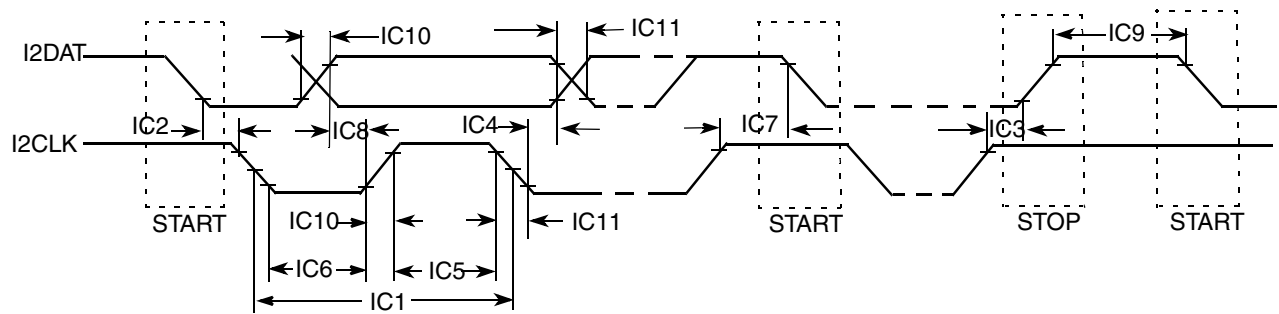 I2DAT
IC10
IC11
IC9
IC2
IC8
IC4
IC7
IC3
I2CLK
START
IC10
IC11
START
STOP
START
IC6
IC5
IC1